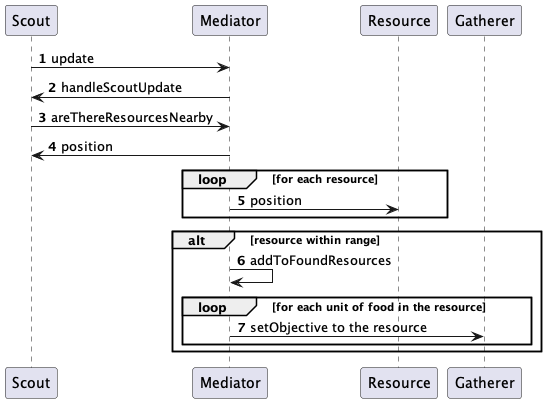 Scout Mediator Resource Gatherer
1 update
2 handleScoutUpdate
3 areThereResourcesNearby
4 position
loop [for each resource]
5 position
alt [resource within range]
6 addToFoundResources
loop [for each unit of food in the resource]
7 setObjective to the resource
Scout Mediator Resource Gatherer